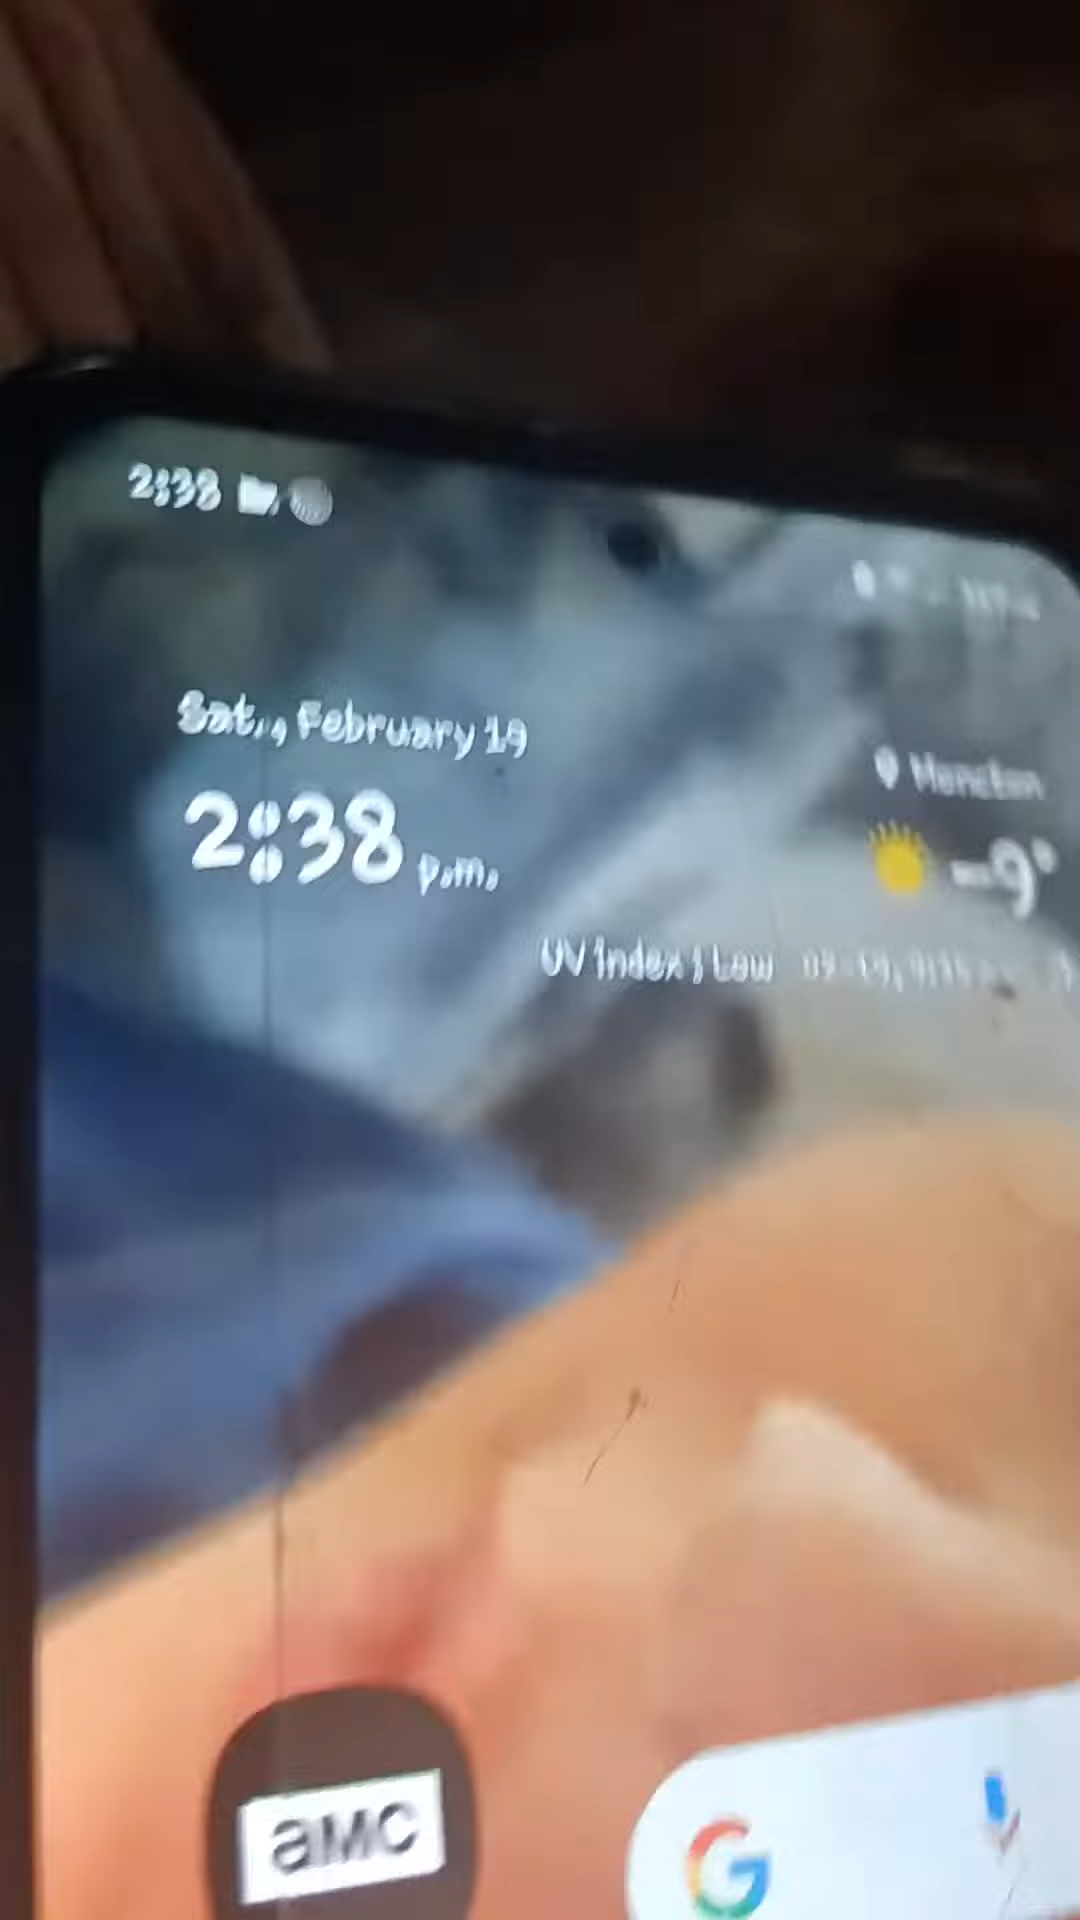 2:38
Sat., February 19
2:38 p.m.
Moncton
-9°
UV index : Low
amc
G